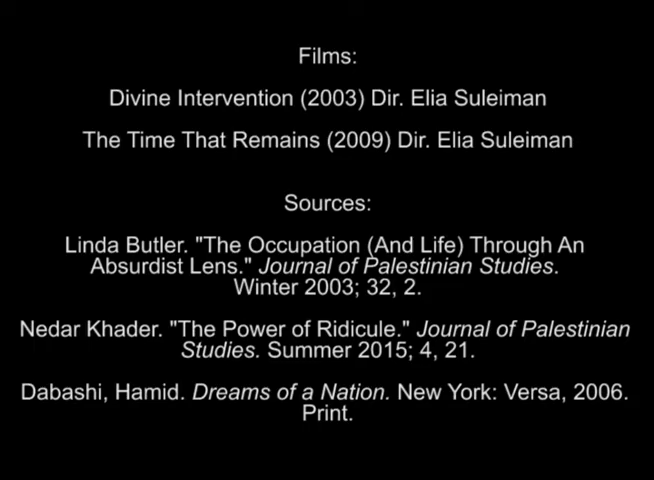 Films:
Divine Intervention (2003) Dir. Elia Suleiman
The Time That Remains (2009) Dir. Elia Suleiman
Sources:
Linda Butler. "The Occupation (And Life) Through An
Absurdist Lens." Journal of Palestinian Studies.
Winter 2003; 32, 2.
Nedar Khader. "The Power of Ridicule." Journal of Palestinian
Studies. Summer 2015; 4, 21.
Dabashi, Hamid. Dreams of a Nation. New York: Versa, 2006.
Print.